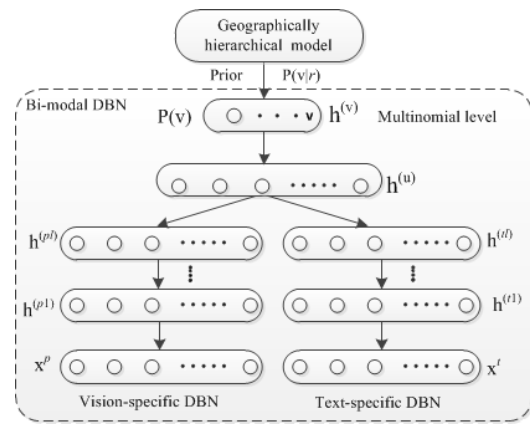 Geographically
hierarchical model
Prior P(v|r)
Bi-modal DBN
P(v) v h^(v) Multinomial level
h^(u)
h^(pl) h^(tl)
h^(p1) h^(t1)
x^p x^t
Vision-specific DBN Text-specific DBN